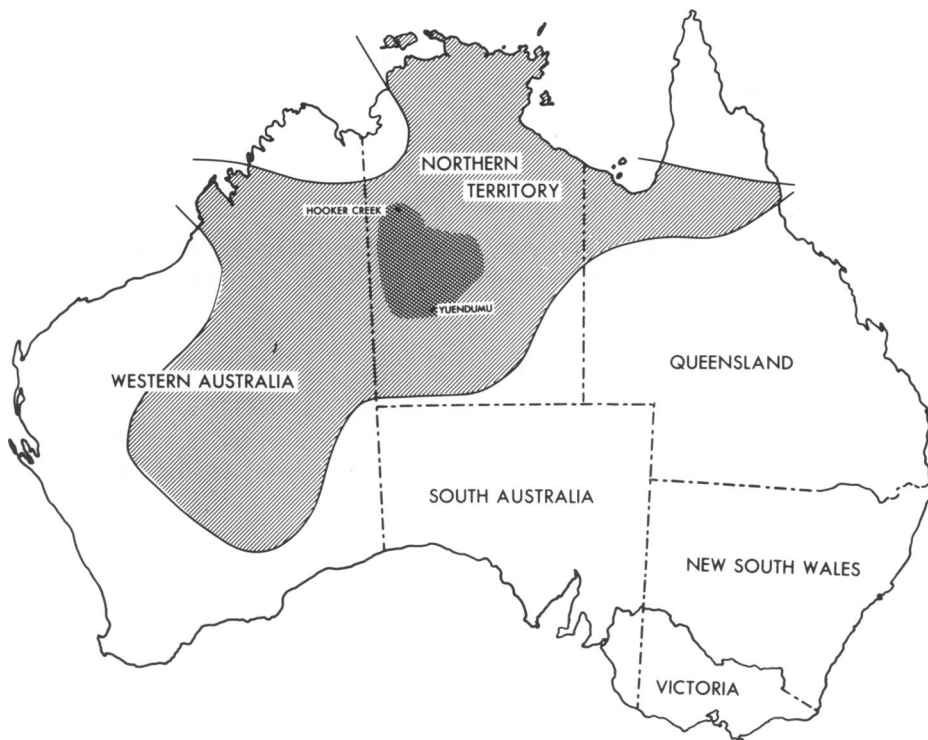 NORTHERN
TERRITORY
HOOKER CREEK
YUENDUMU
WESTERN AUSTRALIA
QUEENSLAND
SOUTH AUSTRALIA
NEW SOUTH WALES
VICTORIA